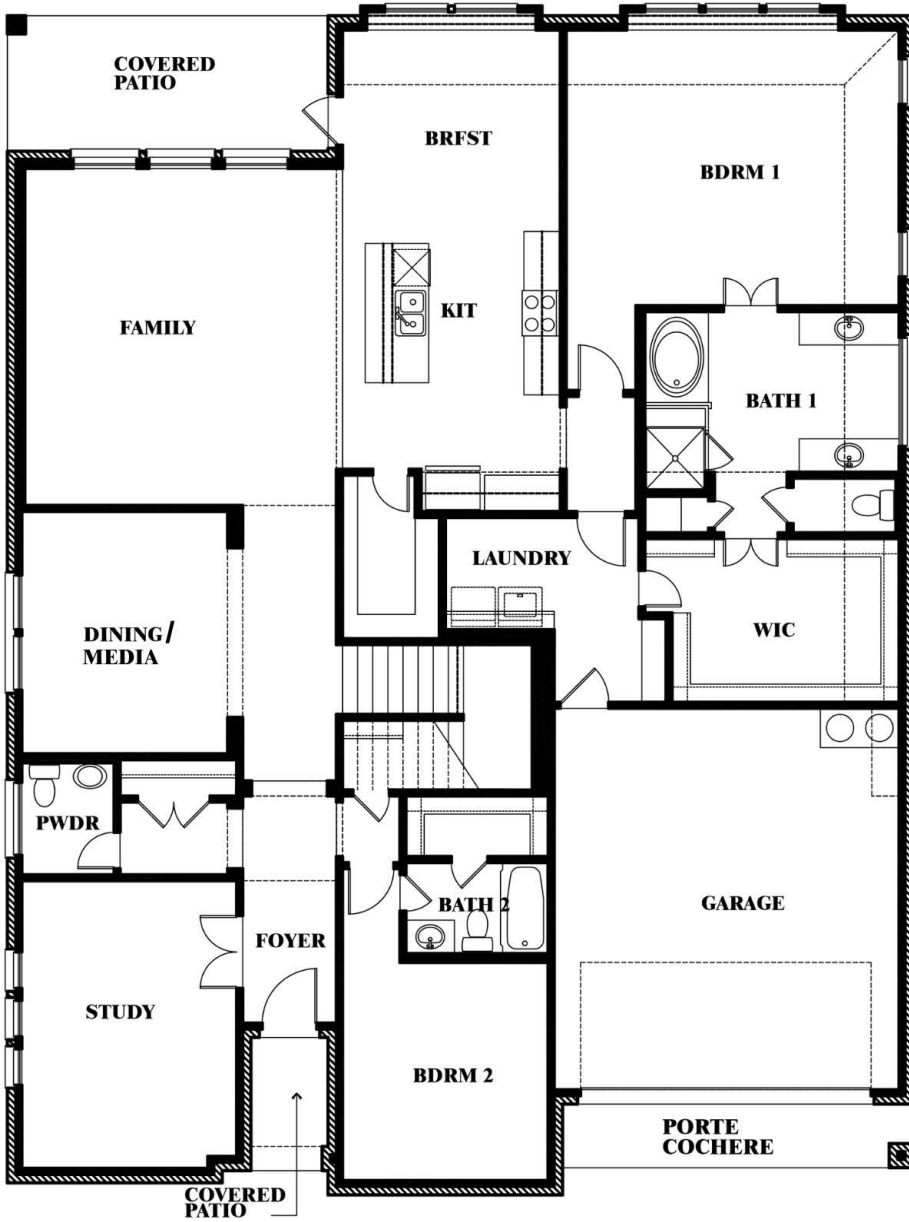 COVERED
PATIO
BRFST
BDRM 1
FAMILY
KIT
BATH 1
LAUNDRY
DINING/
MEDIA
WIC
PWDR
BATH 2
GARAGE
FOYER
STUDY
BDRM 2
PORTE
COCHERE
COVERED
PATIO